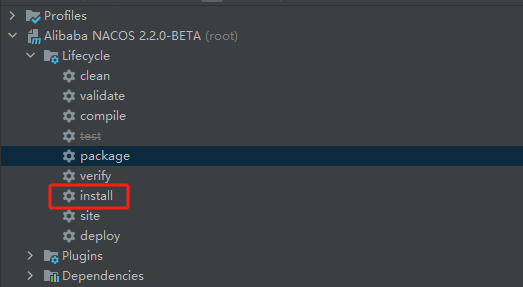 Profiles
Alibaba NACOS 2.2.0-BETA (root)
Lifecycle
clean
validate
compile
test
package
verify
install
site
deploy
Plugins
Dependencies